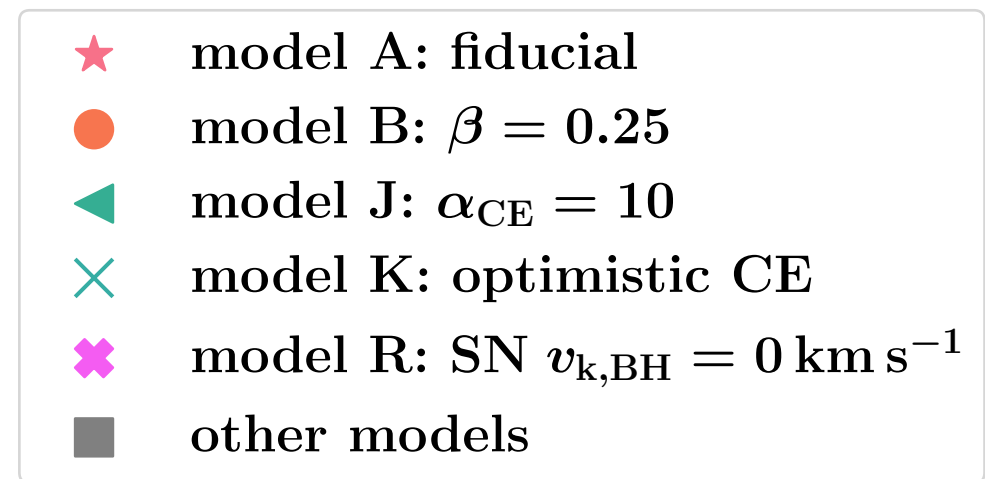 model A: fiducial
model B: β = 0.25
model J: α_CE = 10
model K: optimistic CE
model R: SN v_k,BH = 0 km s⁻¹
other models